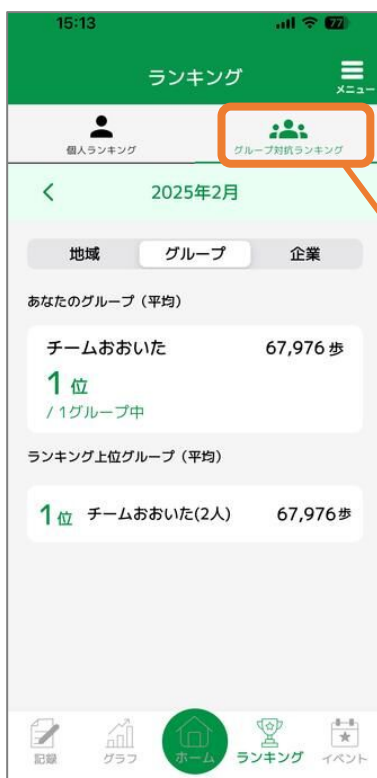 15:13 77
ランキング
メニュー
個人ランキング グループ対抗ランキング
2025年2月
地域 グループ 企業
あなたのグループ（平均）
チームおおいた 67,976 歩
1 位
/ 1グループ中
ランキング上位グループ（平均）
1 位 チームおおいた(2人) 67,976 歩
記録 グラフ ホーム ランキング イベント